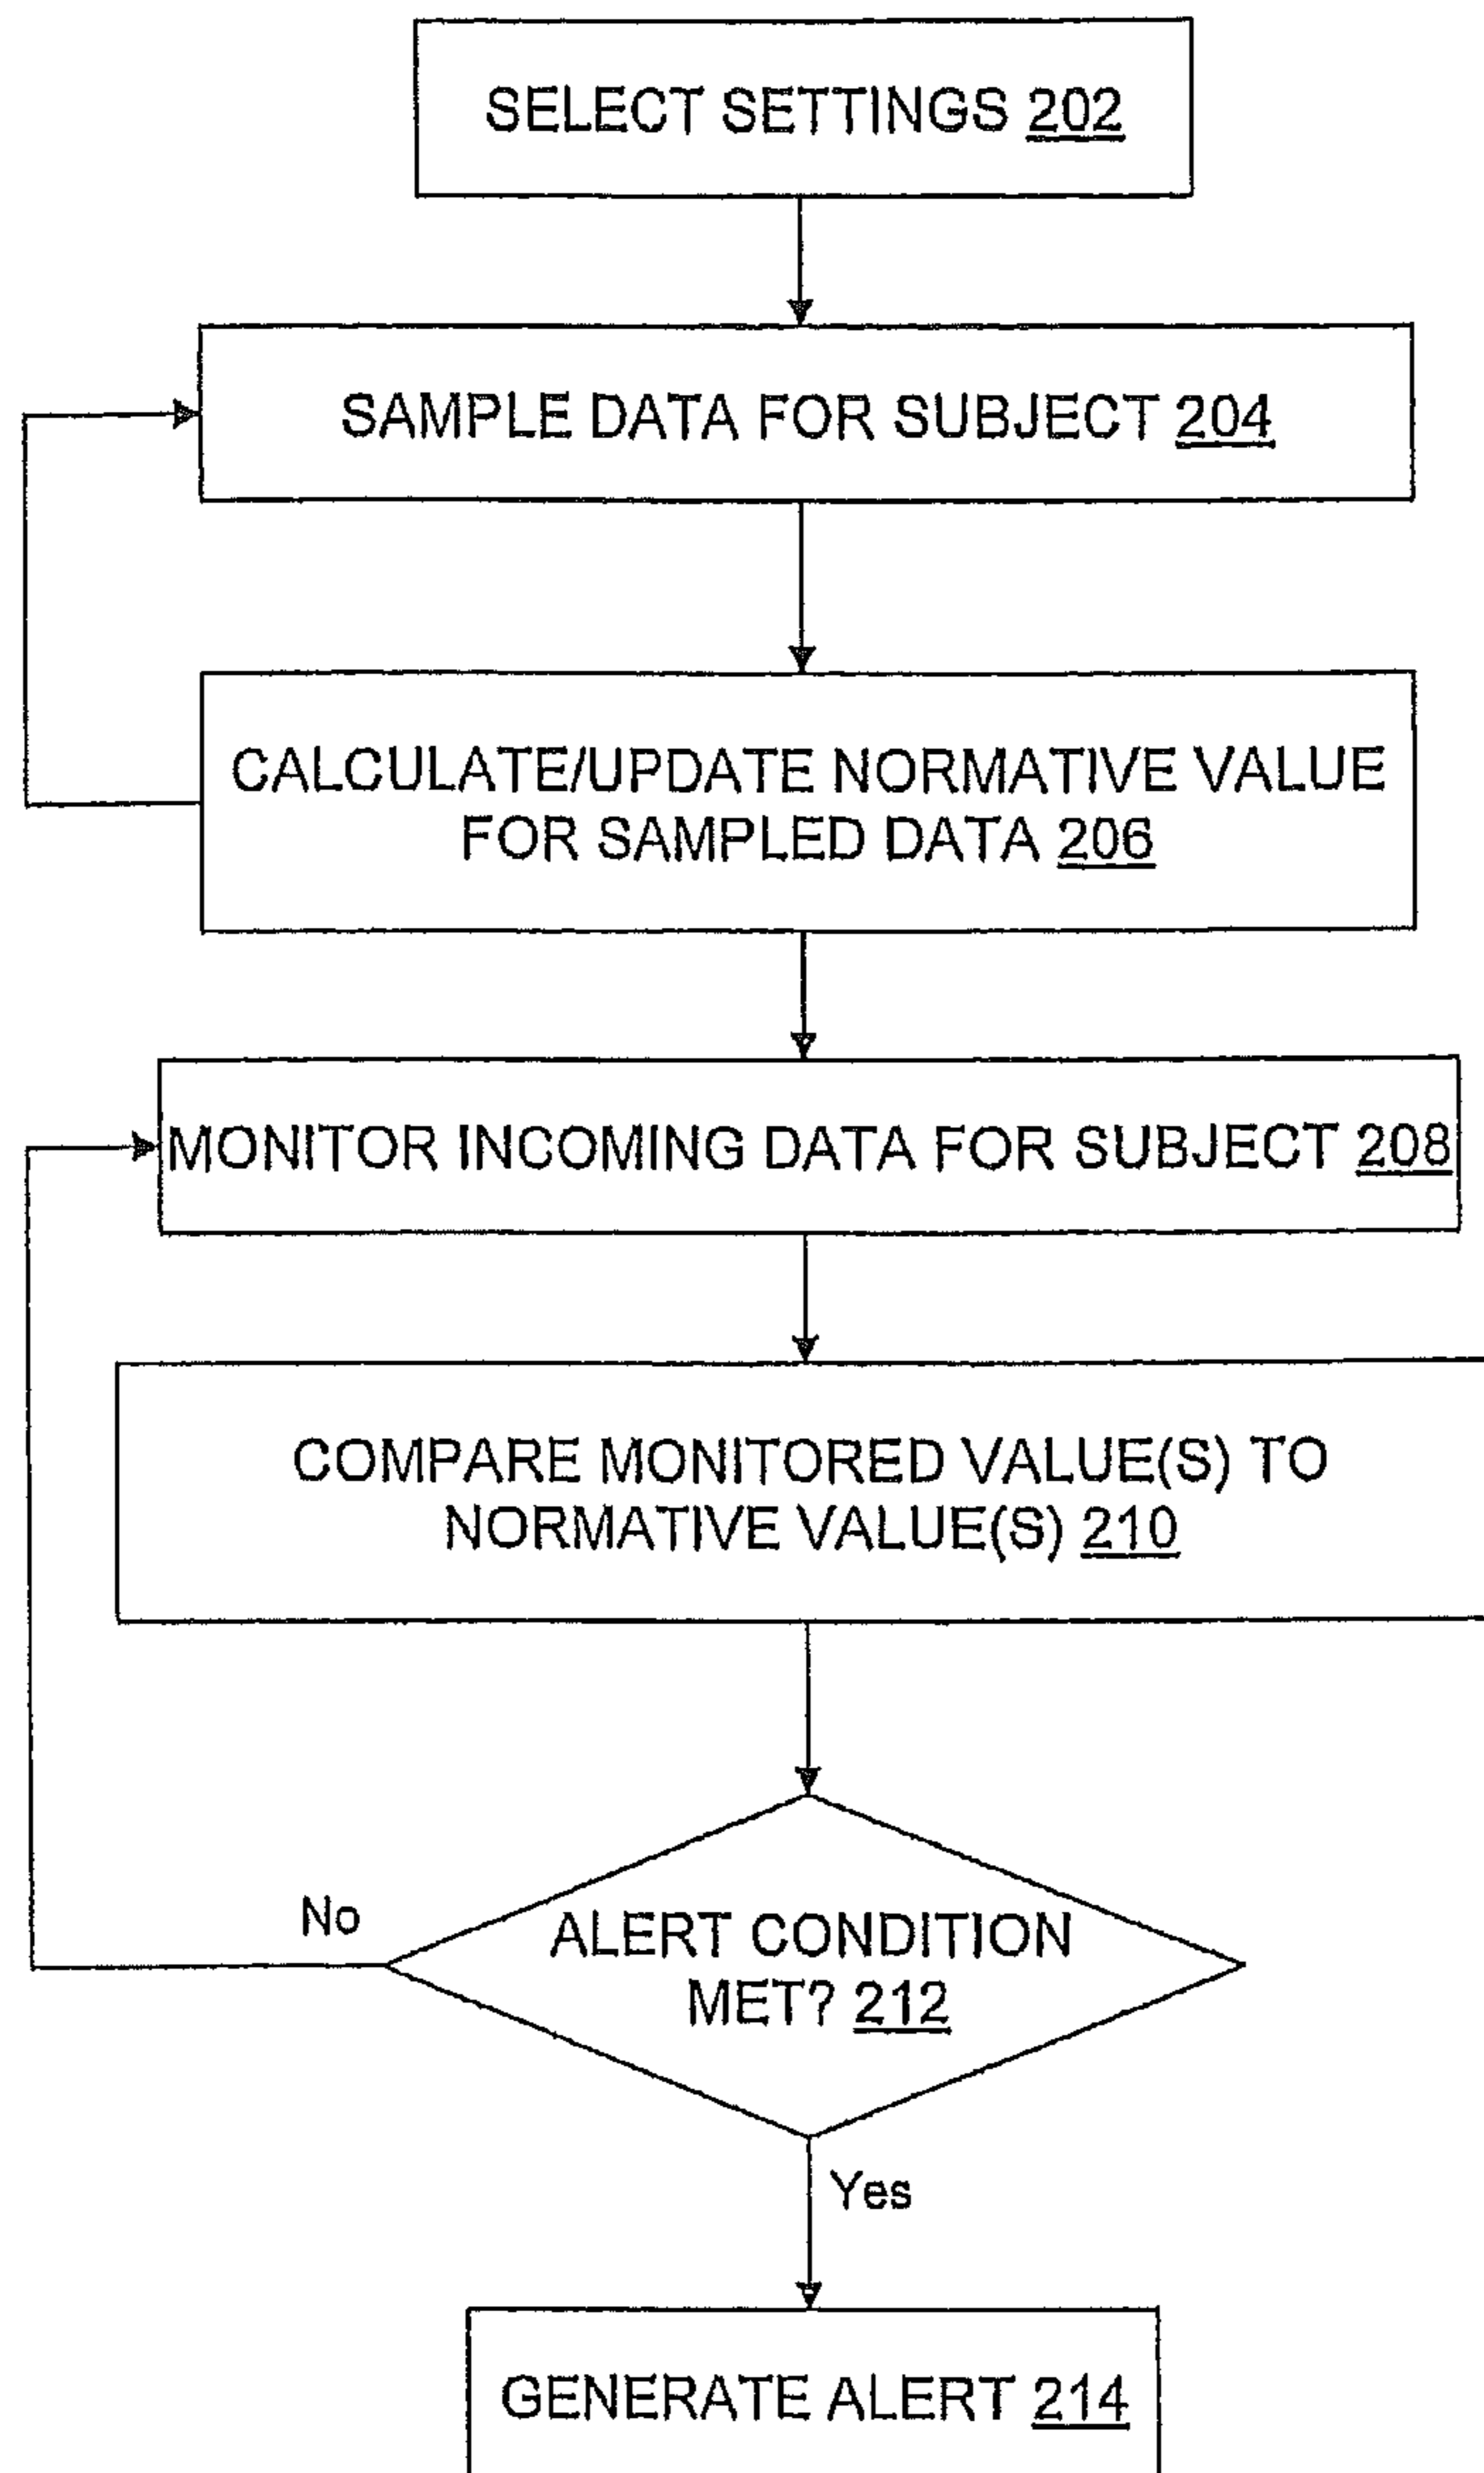 SELECT SETTINGS 202
SAMPLE DATA FOR SUBJECT 204
CALCULATE/UPDATE NORMATIVE VALUE
FOR SAMPLED DATA 206
MONITOR INCOMING DATA FOR SUBJECT 208
COMPARE MONITORED VALUE(S) TO
NORMATIVE VALUE(S) 210
No
ALERT CONDITION
MET? 212
Yes
GENERATE ALERT 214